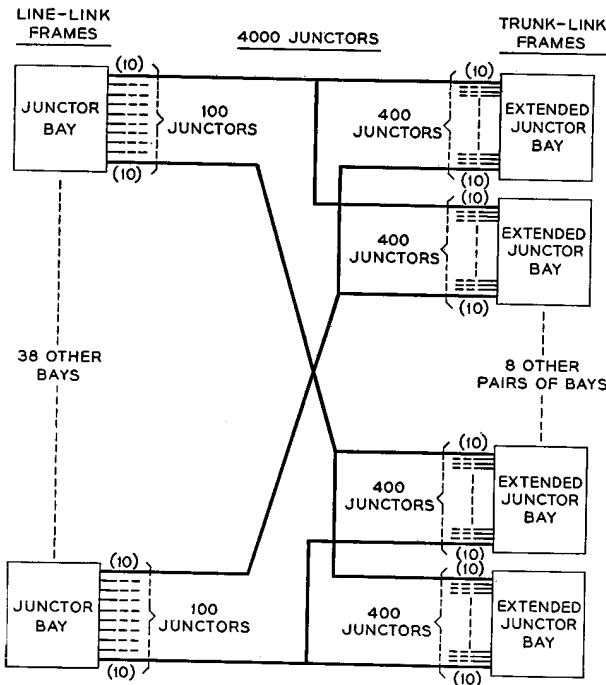 LINE-LINK
FRAMES
4000 JUNCTORS
TRUNK-LINK
FRAMES
(10)
JUNCTOR
BAY
100
JUNCTORS
(10)
(10)
400
JUNCTORS
(10)
EXTENDED
JUNCTOR
BAY
(10)
400
JUNCTORS
(10)
EXTENDED
JUNCTOR
BAY
38 OTHER
BAYS
8 OTHER
PAIRS OF BAYS
(10)
400
JUNCTORS
(10)
EXTENDED
JUNCTOR
BAY
(10)
JUNCTOR
BAY
100
JUNCTORS
(10)
(10)
400
JUNCTORS
(10)
EXTENDED
JUNCTOR
BAY